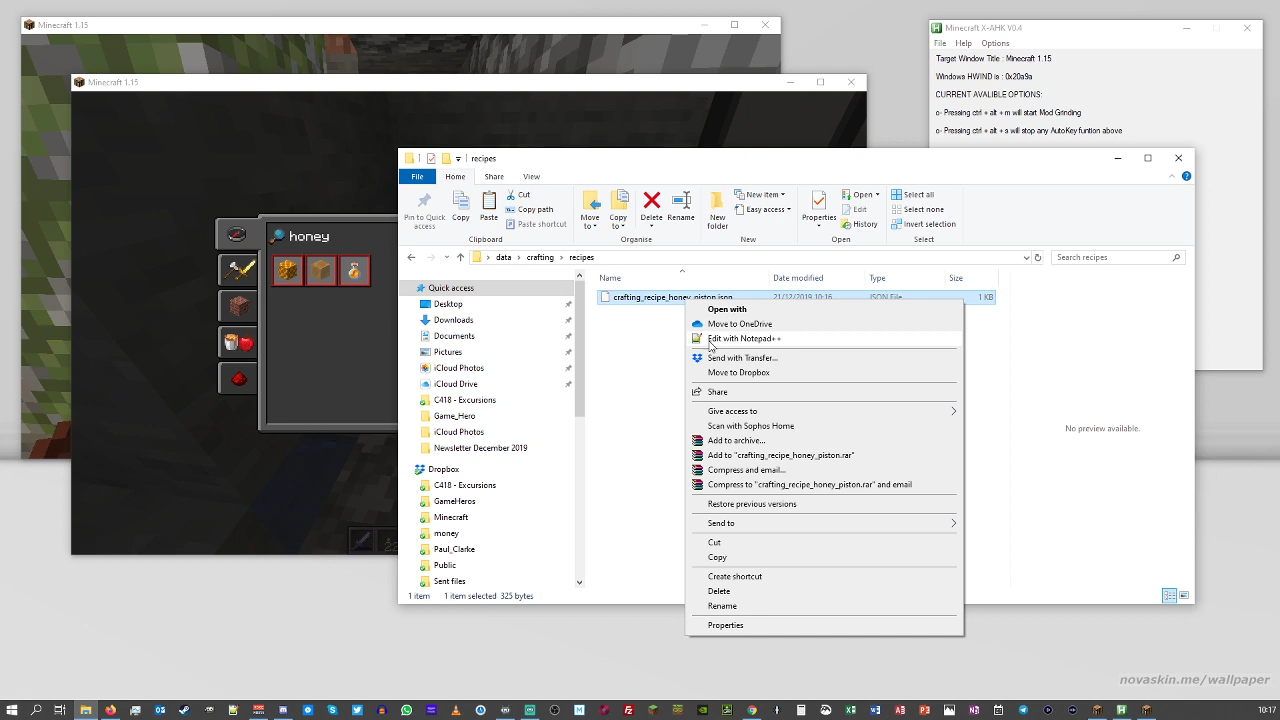 Minecraft 1.15
Minecraft 1.15
honey
Minecraft X-AHK V0.4
File Help Options
Target Window Title : Minecraft 1.15
Windows HWIND is : 0x20a9a
CURRENT AVALIBLE OPTIONS:
o- Pressing ctrl + alt + m will start Mod Grinding
o- Pressing ctrl + alt + s will stop any AutoKey funtion above
recipes
File Home Share View
Pin to Quick access
Copy
Paste
Cut
Copy path
Paste shortcut
Clipboard
Move to
Copy to
Delete
Rename
Organise
New folder
New item
Easy access
New
Properties
Open
Edit
History
Open
Select all
Select none
Invert selection
Select
data crafting recipes
Search recipes
Name Date modified Type Size
crafting_recipe_honey_piston.json 21/12/2019 10:16 JSON File 1 KB
Quick access
Desktop
Downloads
Documents
Pictures
iCloud Photos
iCloud Drive
C418 - Excursions
Game_Hero
iCloud Photos
Newsletter December 2019
Dropbox
C418 - Excursions
GameHeros
Minecraft
money
Paul_Clarke
Public
Sent files
1 item 1 item selected 325 bytes
Open with
Move to OneDrive
Edit with Notepad++
Send with Transfer...
Move to Dropbox
Share
Give access to
Scan with Sophos Home
Add to archive...
Add to "crafting_recipe_honey_piston.rar"
Compress and email...
Compress to "crafting_recipe_honey_piston.rar" and email
Restore previous versions
Send to
Cut
Copy
Create shortcut
Delete
Rename
Properties
No preview available.
novaskin.me/wallpaper
10:17